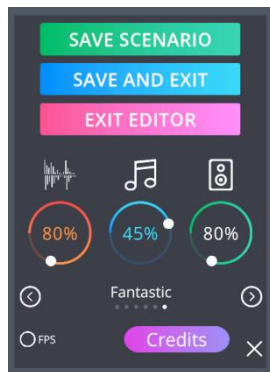 SAVE SCENARIO
SAVE AND EXIT
EXIT EDITOR
80% 45% 80%
Fantastic
FPS Credits